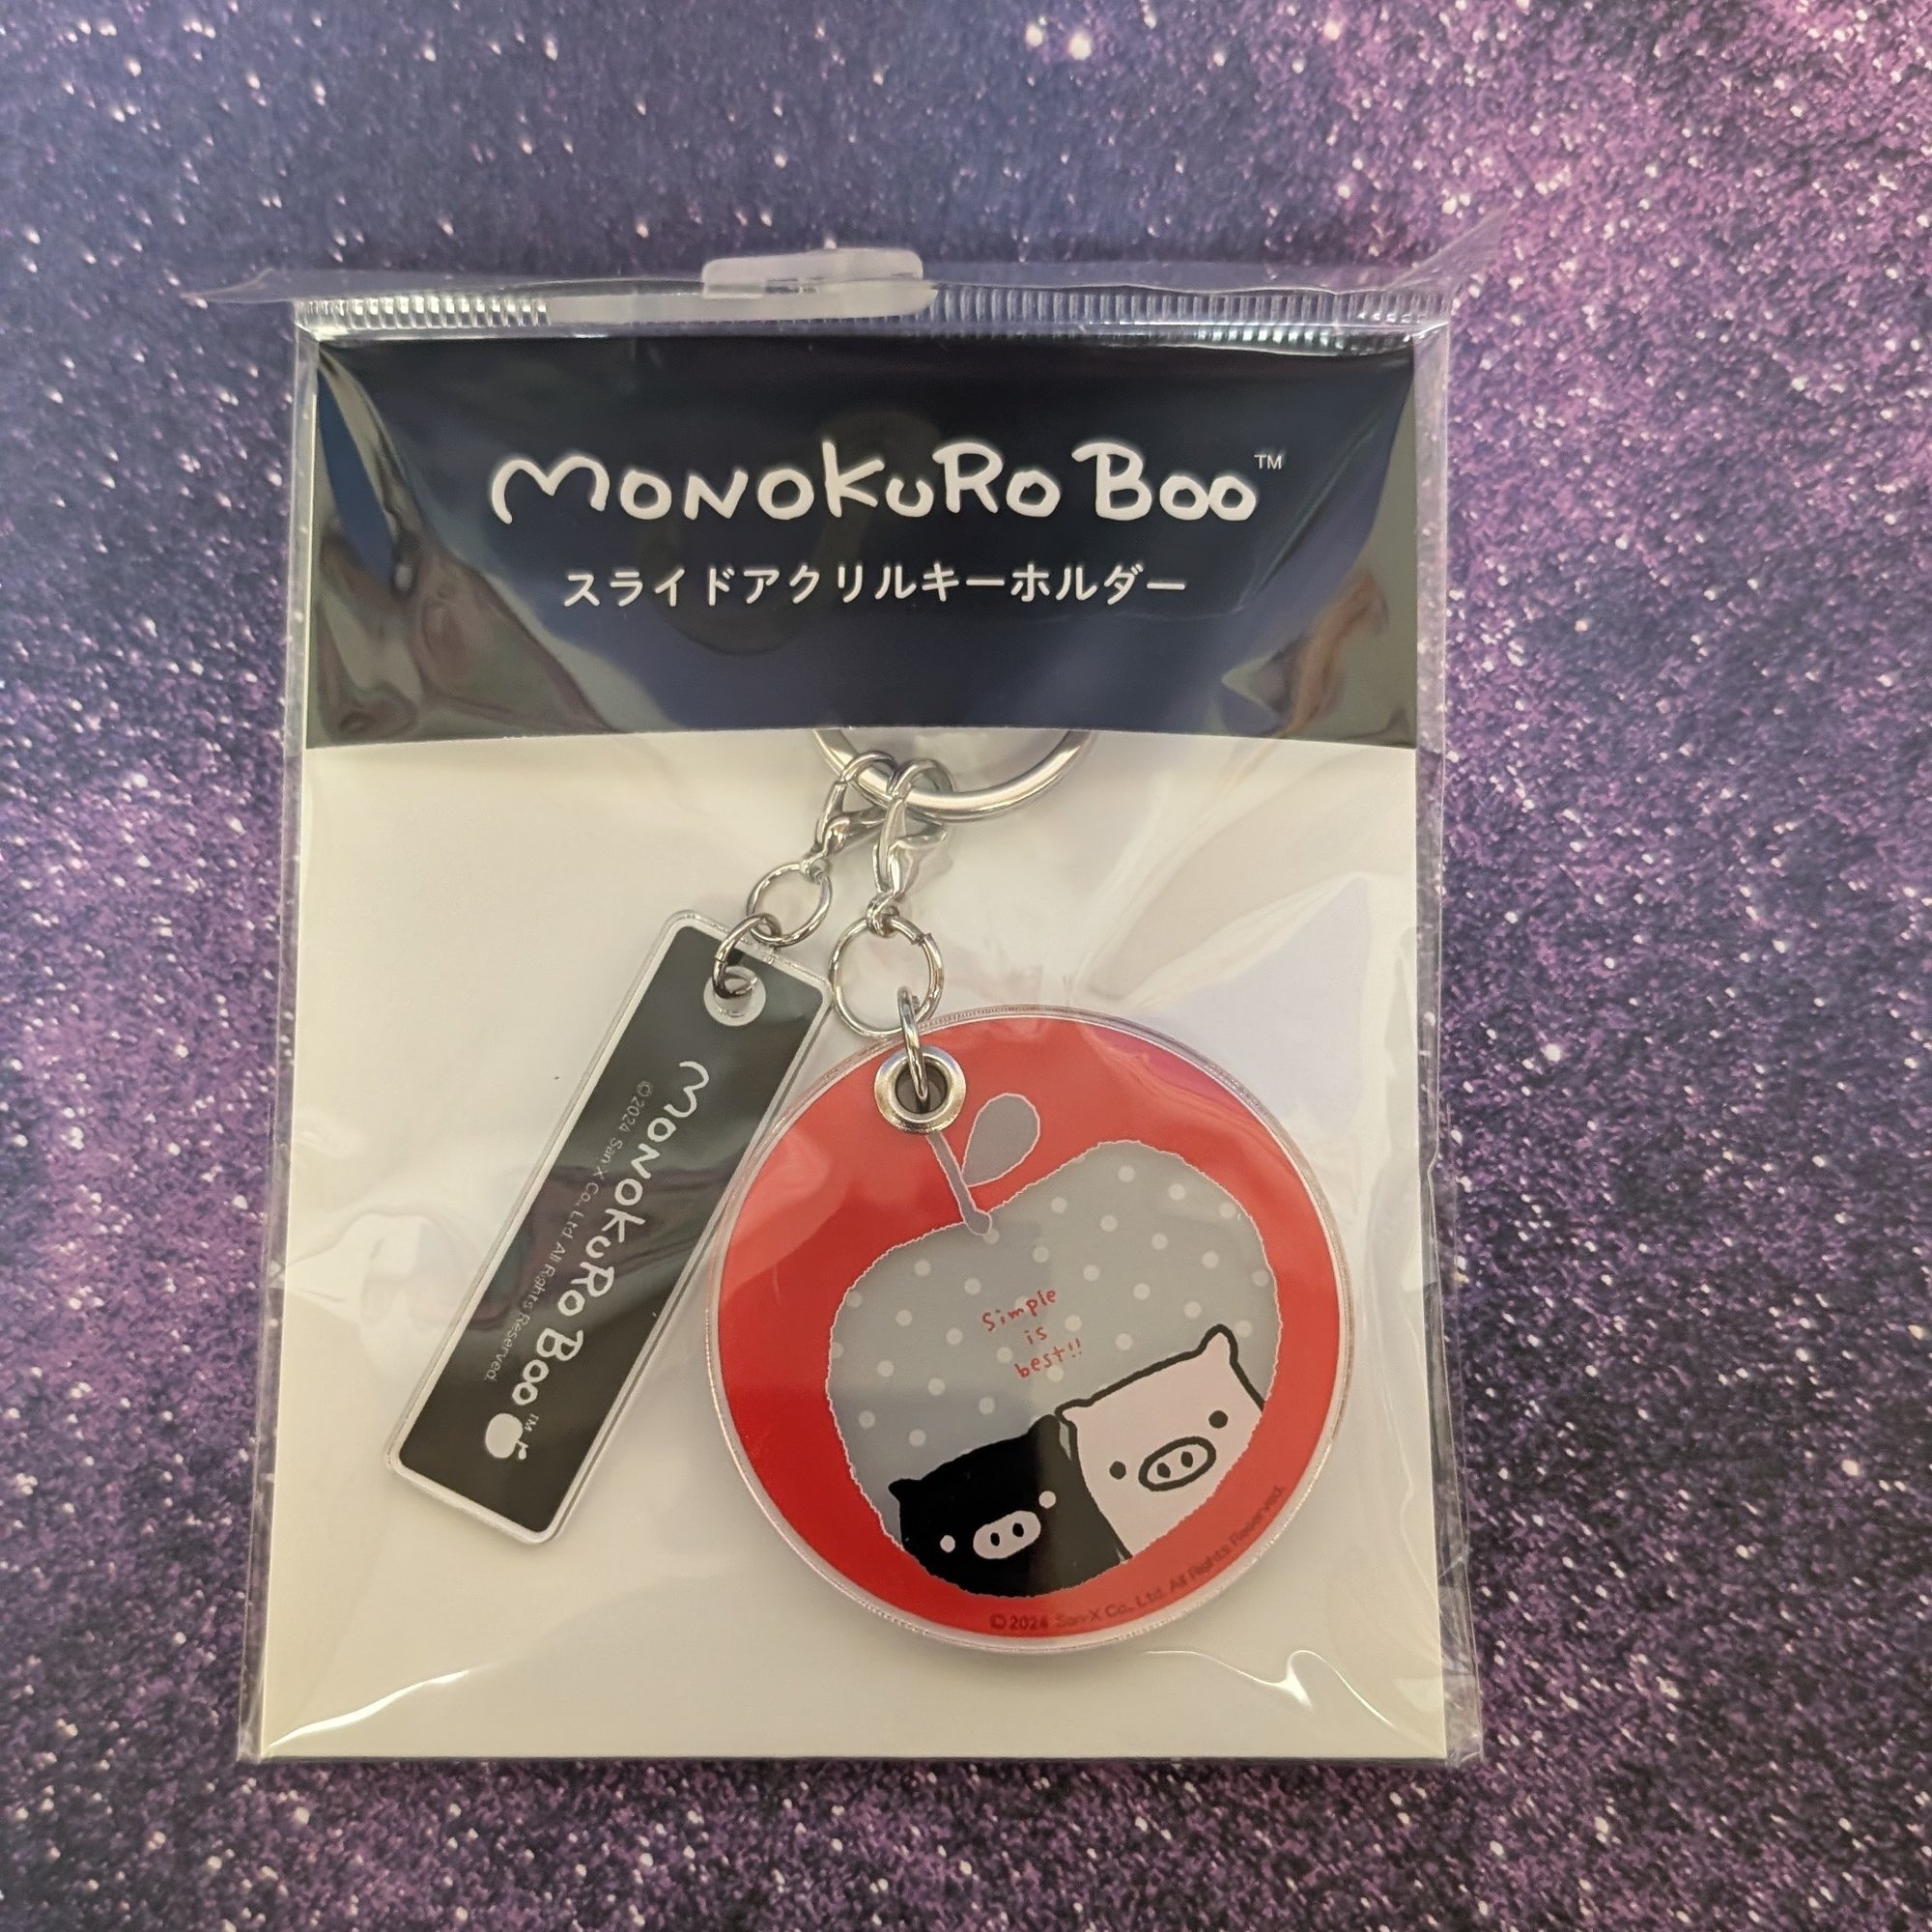 MONOKURO BOO™
スライドアクリルキーホルダー
MONOKURO BOO™
©2024 San-X Co., Ltd. All Rights Reserved.
Simple
is
best!!
©2024 San-X Co., Ltd. All Rights Reserved.